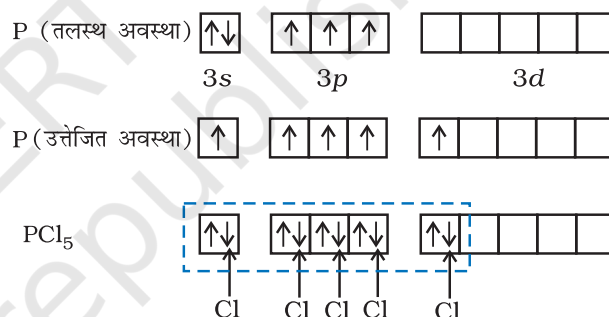 P (तलस्थ अवस्था) ↑↓ ↑ ↑ ↑
3s 3p 3d
P (उत्तेजित अवस्था) ↑ ↑ ↑ ↑ ↑
PCl₅ ↑↓ ↑↓ ↑↓ ↑↓ ↑↓
Cl Cl Cl Cl Cl